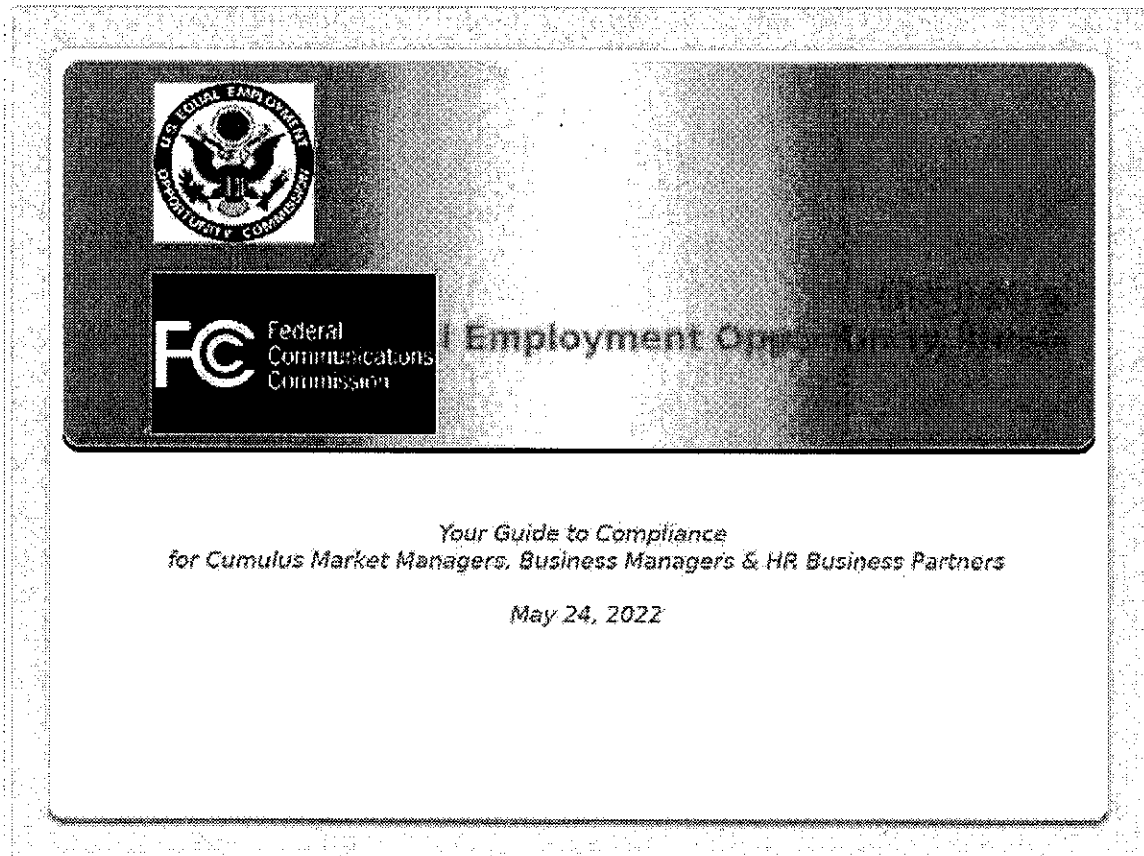 U.S. EQUAL EMPLOYMENT
OPPORTUNITY COMMISSION
FCC Federal
Communications
Commission
l Employment
Your Guide to Compliance
for Cumulus Market Managers, Business Managers & HR Business Partners
May 24, 2022